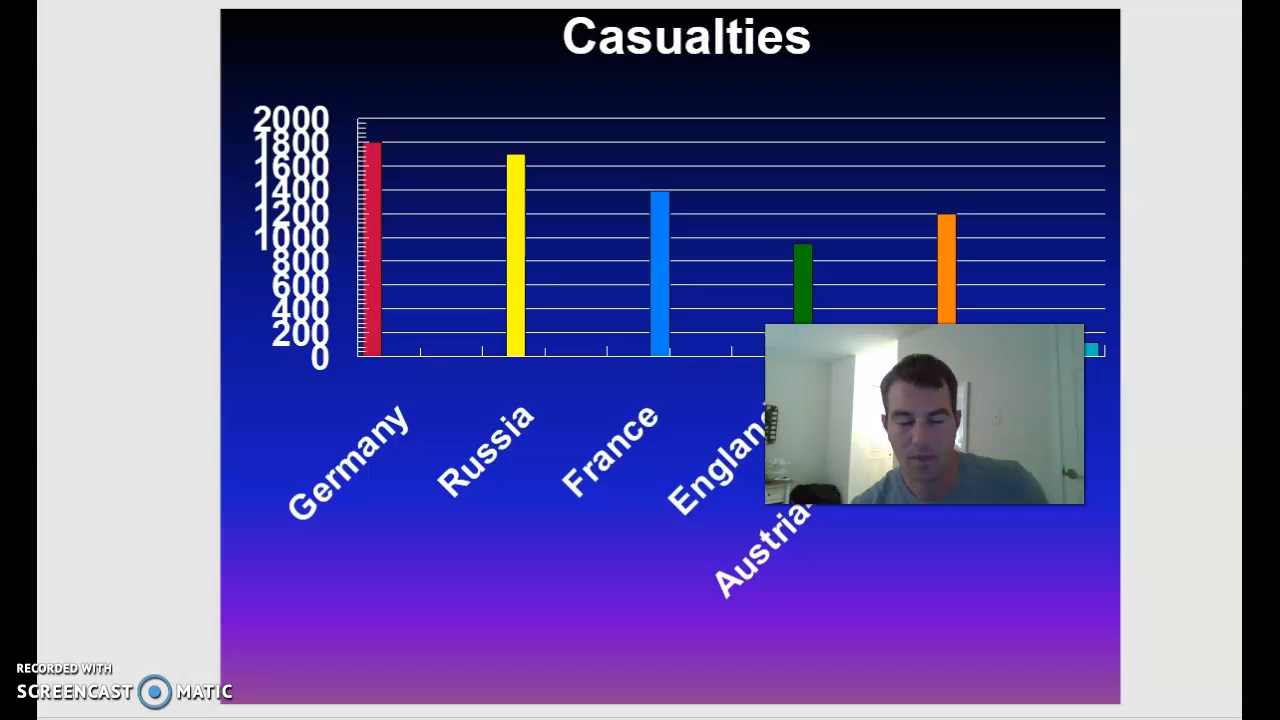 Casualties
2000
1800
1600
1400
1200
1000
800
600
400
200
0
Germany
Russia
France
England
Austria
RECORDED WITH
SCREENCAST MATIC